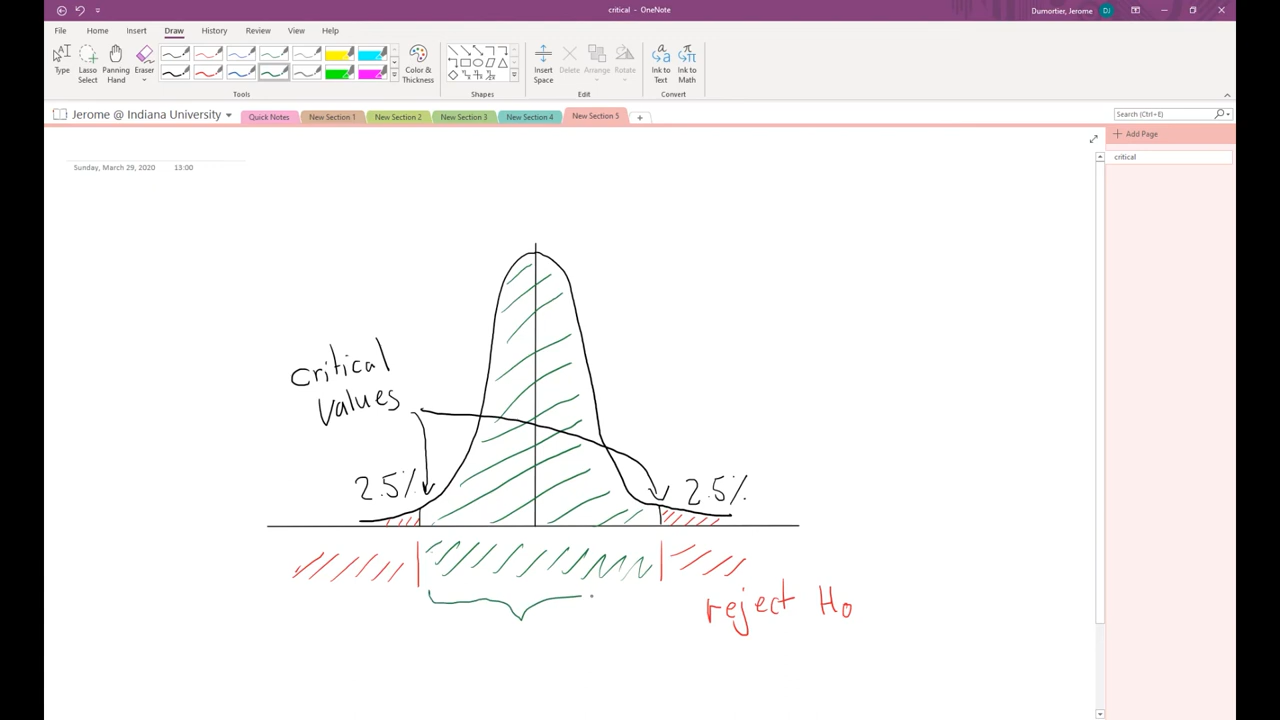 critical - OneNote
Dumortier, Jerome DJ
File Home Insert Draw History Review View Help
Type
Lasso Select
Panning Hand
Eraser
Color & Thickness
Insert Space
Delete
Arrange
Rotate
Ink to Text
Ink to Math
Tools
Shapes
Edit
Convert
Jerome @ Indiana University
Quick Notes
New Section 1
New Section 2
New Section 3
New Section 4
New Section 5
Search (Ctrl+E)
Add Page
critical
Sunday, March 29, 2020 13:00
critical
values
2.5%
2.5%
reject Ho